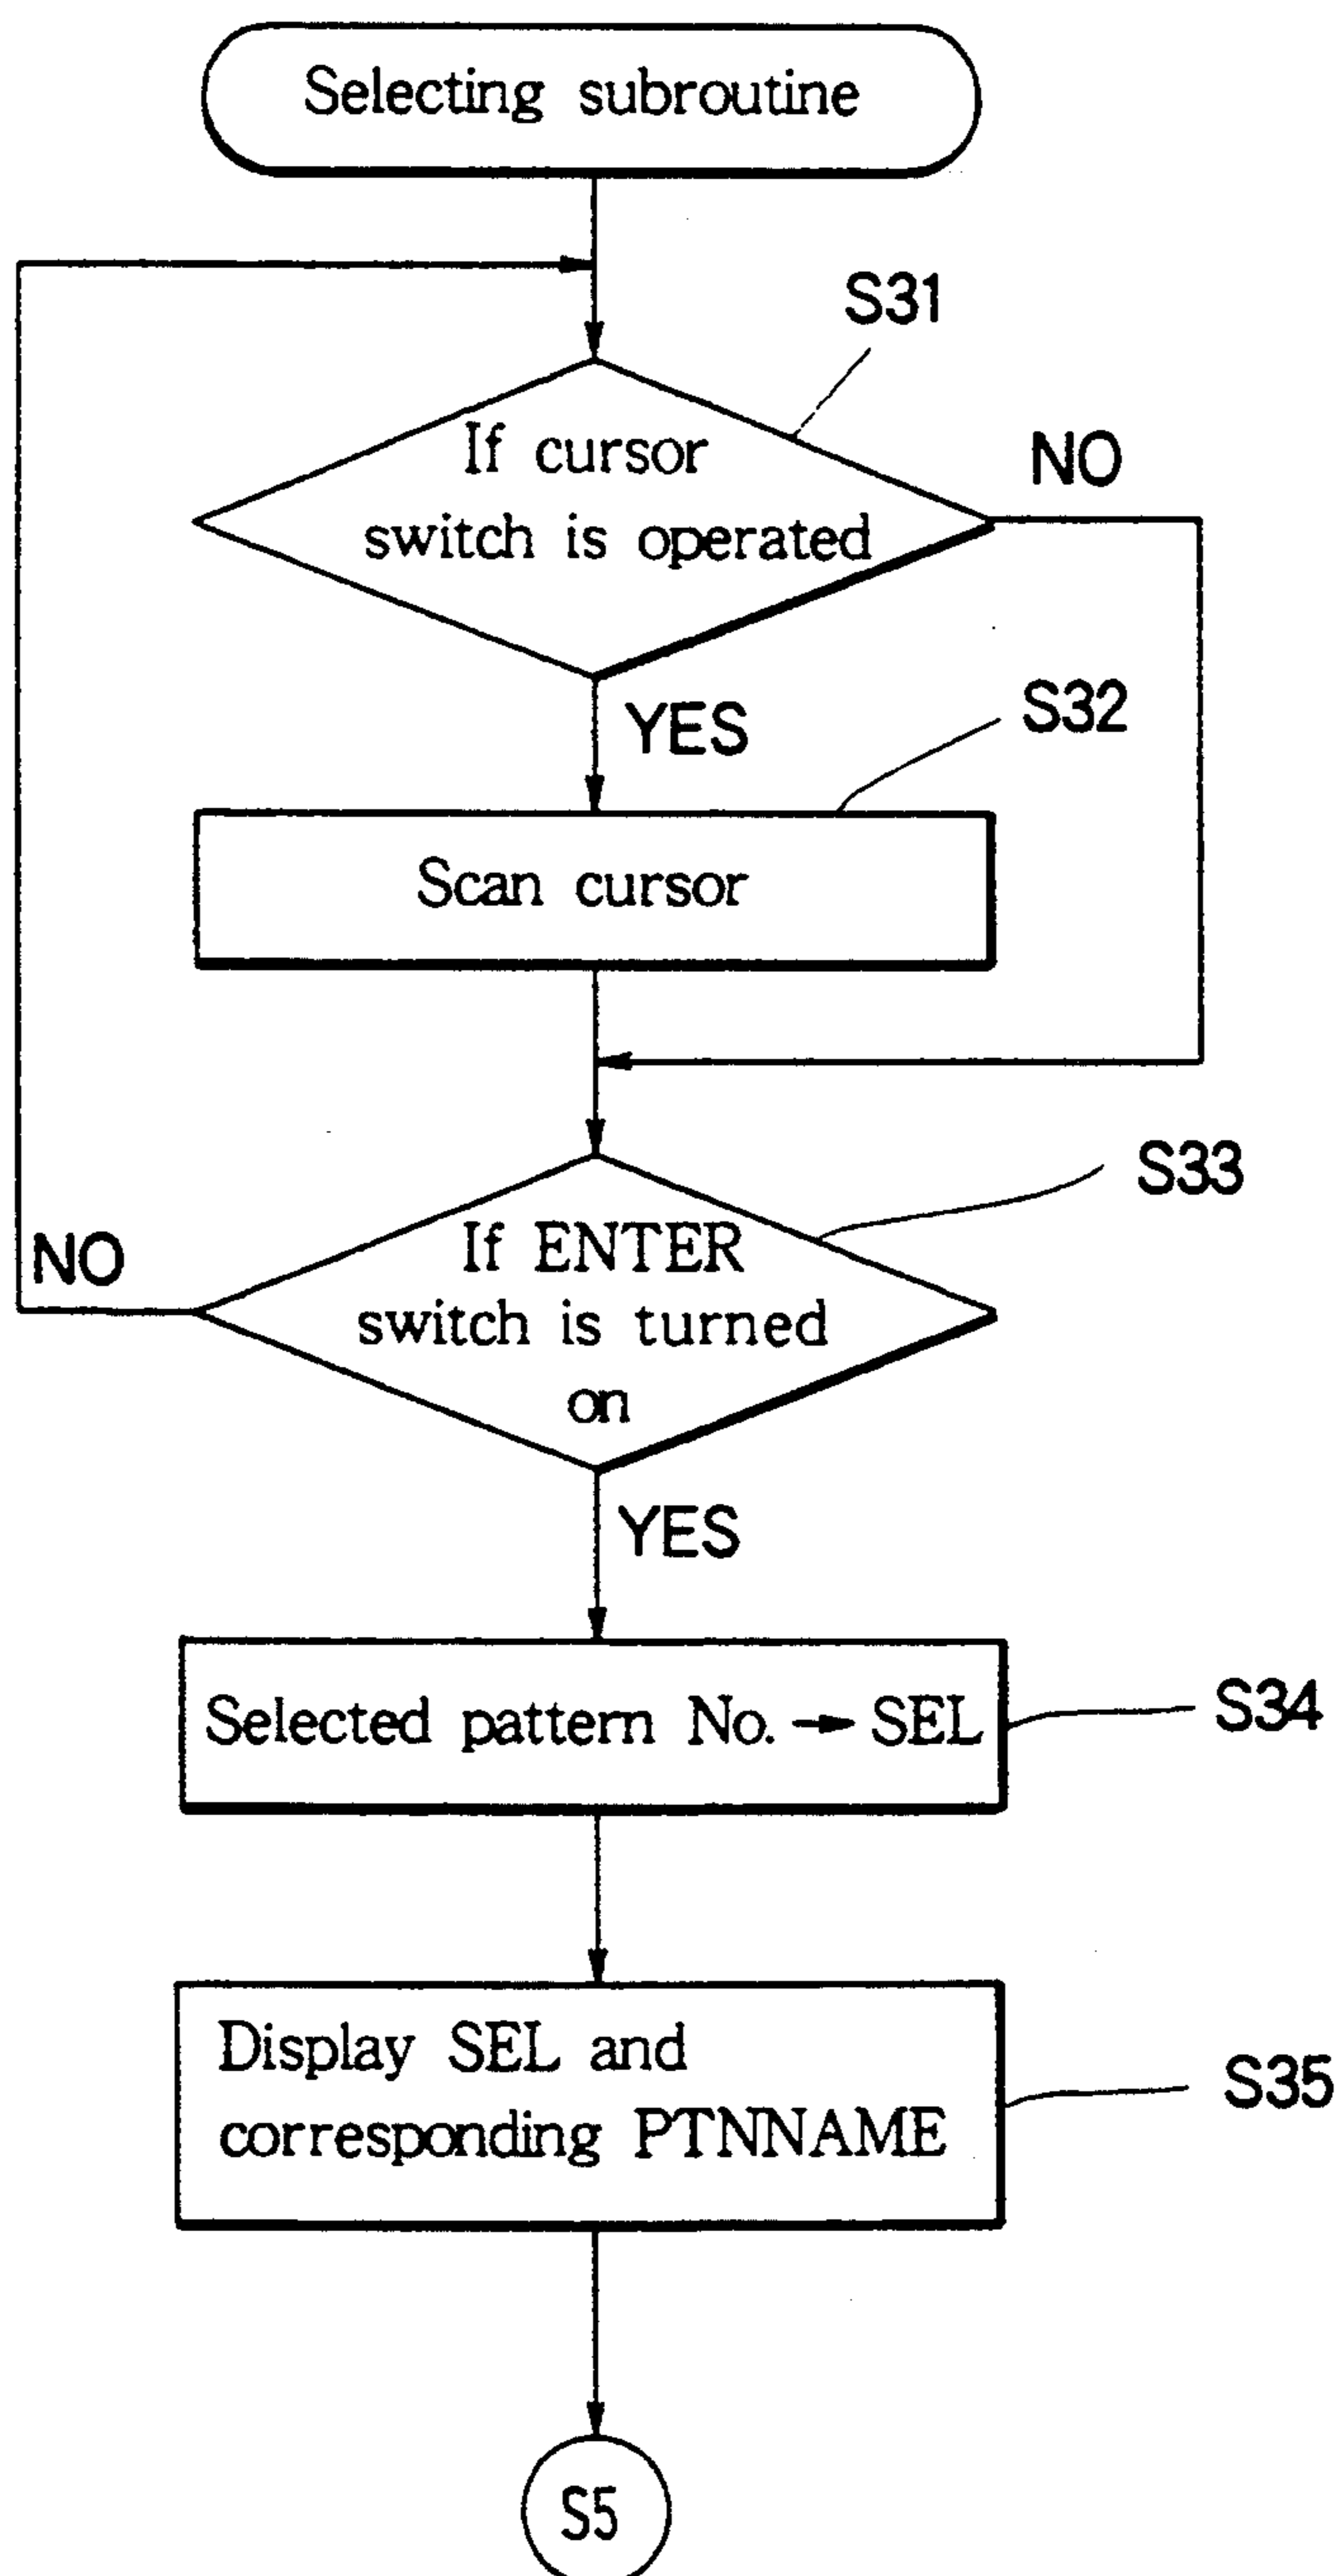 Selecting subroutine
S31
If cursor
switch is operated
NO
YES
S32
Scan cursor
S33
If ENTER
switch is turned
on
NO
YES
Selected pattern No. → SEL
S34
Display SEL and
corresponding PTNNAME
S35
S5